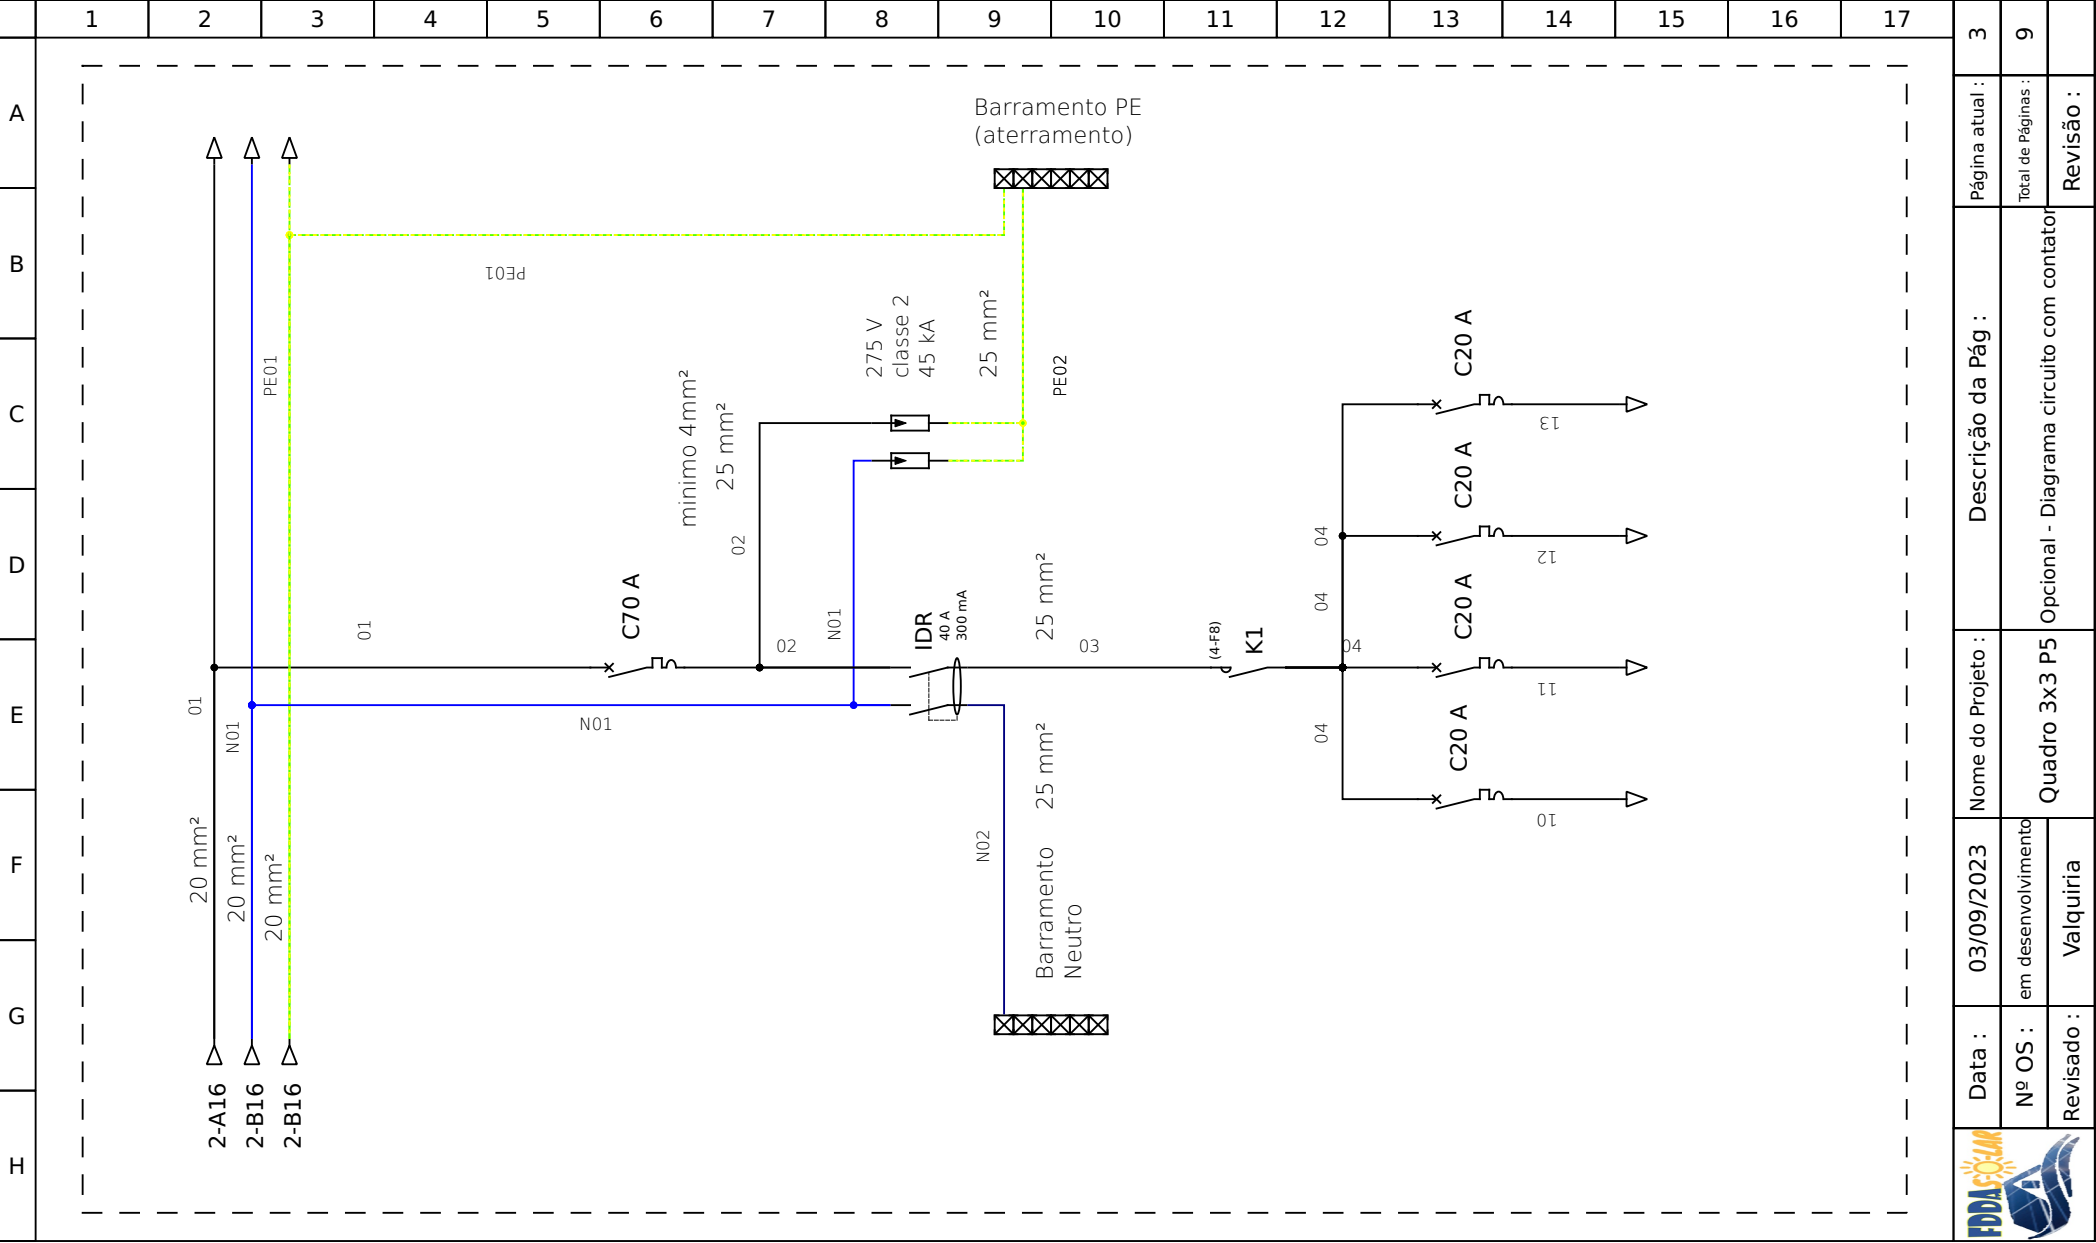 1 2 3 4 5 6 7 8 9 10 11 12 13 14 15 16 17
A
B
C
D
E
F
G
H
Barramento PE
(aterramento)
PE01
PE01
275 V
classe 2
45 kA
25 mm²
PE02
minimo 4mm²
25 mm²
02
01
C70 A
02
N01
IDR
40 A
300 mA
25 mm²
03
(4-F8)
K1
04
04
04
04
C20 A
13
C20 A
12
C20 A
11
C20 A
10
01
N01
N01
20 mm²
20 mm²
20 mm²
N02
25 mm²
Barramento
Neutro
2-A16
2-B16
2-B16
Página atual :
3
Total de Páginas :
9
Revisão :
Descrição da Pág :
Opcional - Diagrama circuito com contator
Nome do Projeto :
Quadro 3x3 P5
Data :
03/09/2023
Nº OS :
em desenvolvimento
Revisado :
Valquiria
FDDA SOLAR